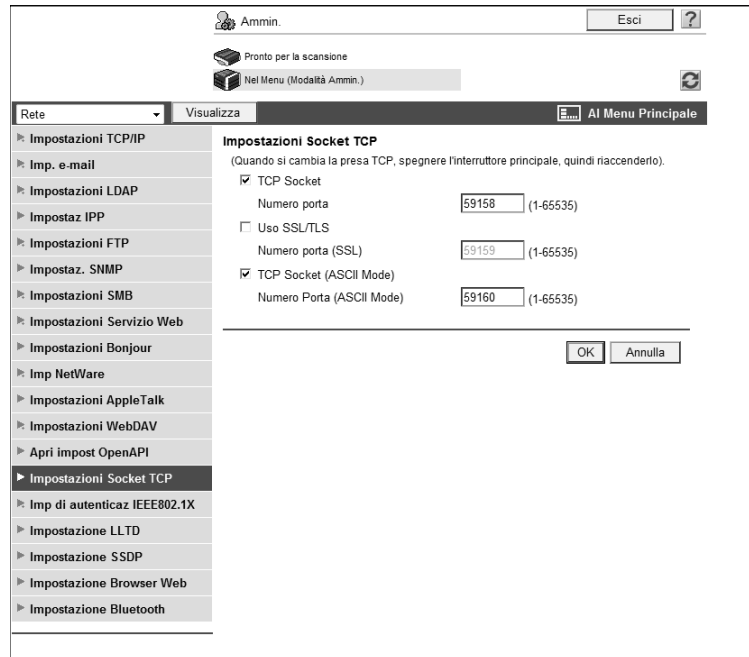 Ammin.
Esci
?
Pronto per la scansione
Nel Menu (Modalità Ammin.)
Rete
Visualizza
Al Menu Principale
Impostazioni TCP/IP
Imp. e-mail
Impostazioni LDAP
Impostaz IPP
Impostazioni FTP
Impostaz. SNMP
Impostazioni SMB
Impostazioni Servizio Web
Impostazioni Bonjour
Imp NetWare
Impostazioni AppleTalk
Impostazioni WebDAV
Apri impost OpenAPI
Impostazioni Socket TCP
Imp di autenticaz IEEE802.1X
Impostazione LLTD
Impostazione SSDP
Impostazione Browser Web
Impostazione Bluetooth
Impostazioni Socket TCP
(Quando si cambia la presa TCP, spegnere l'interruttore principale, quindi riaccenderlo).
TCP Socket
Numero porta 59158 (1-65535)
Uso SSL/TLS
Numero porta (SSL) 59159 (1-65535)
TCP Socket (ASCII Mode)
Numero Porta (ASCII Mode) 59160 (1-65535)
OK Annulla